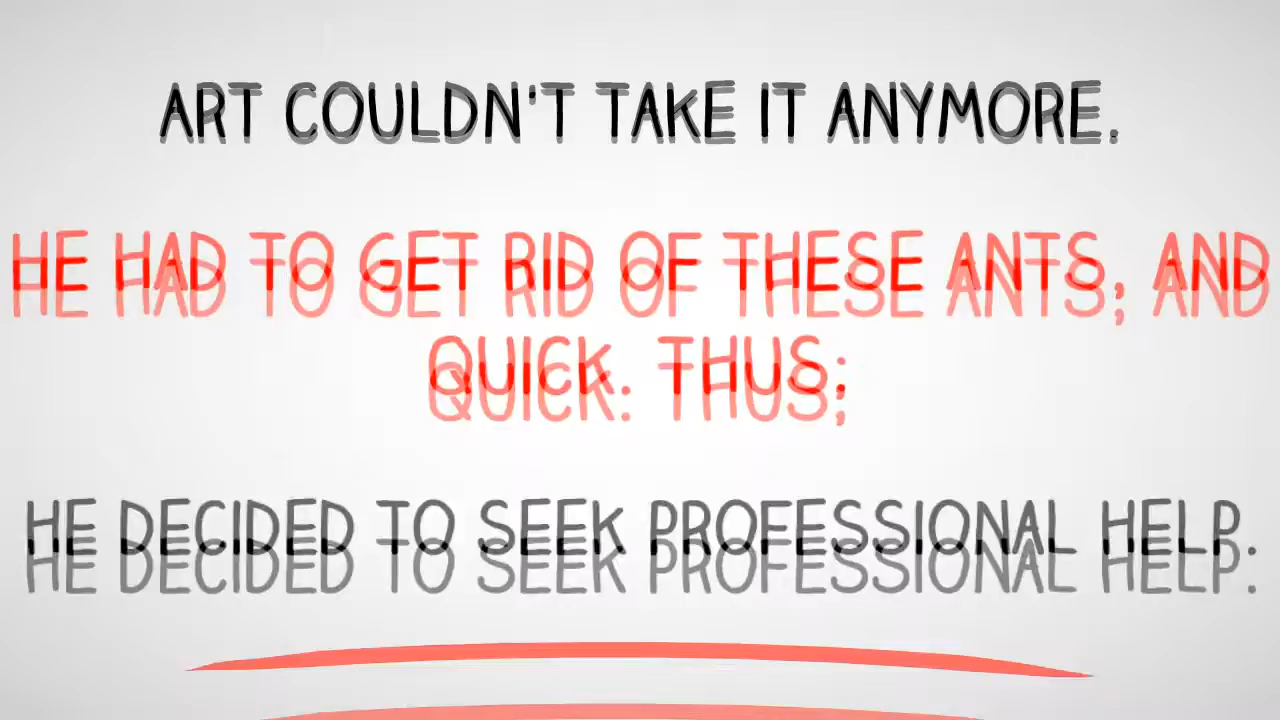 ART COULDN'T TAKE IT ANYMORE.
HE HAD TO GET RID OF THESE ANTS; AND
QUICK. THUS;
HE DECIDED TO SEEK PROFESSIONAL HELP.